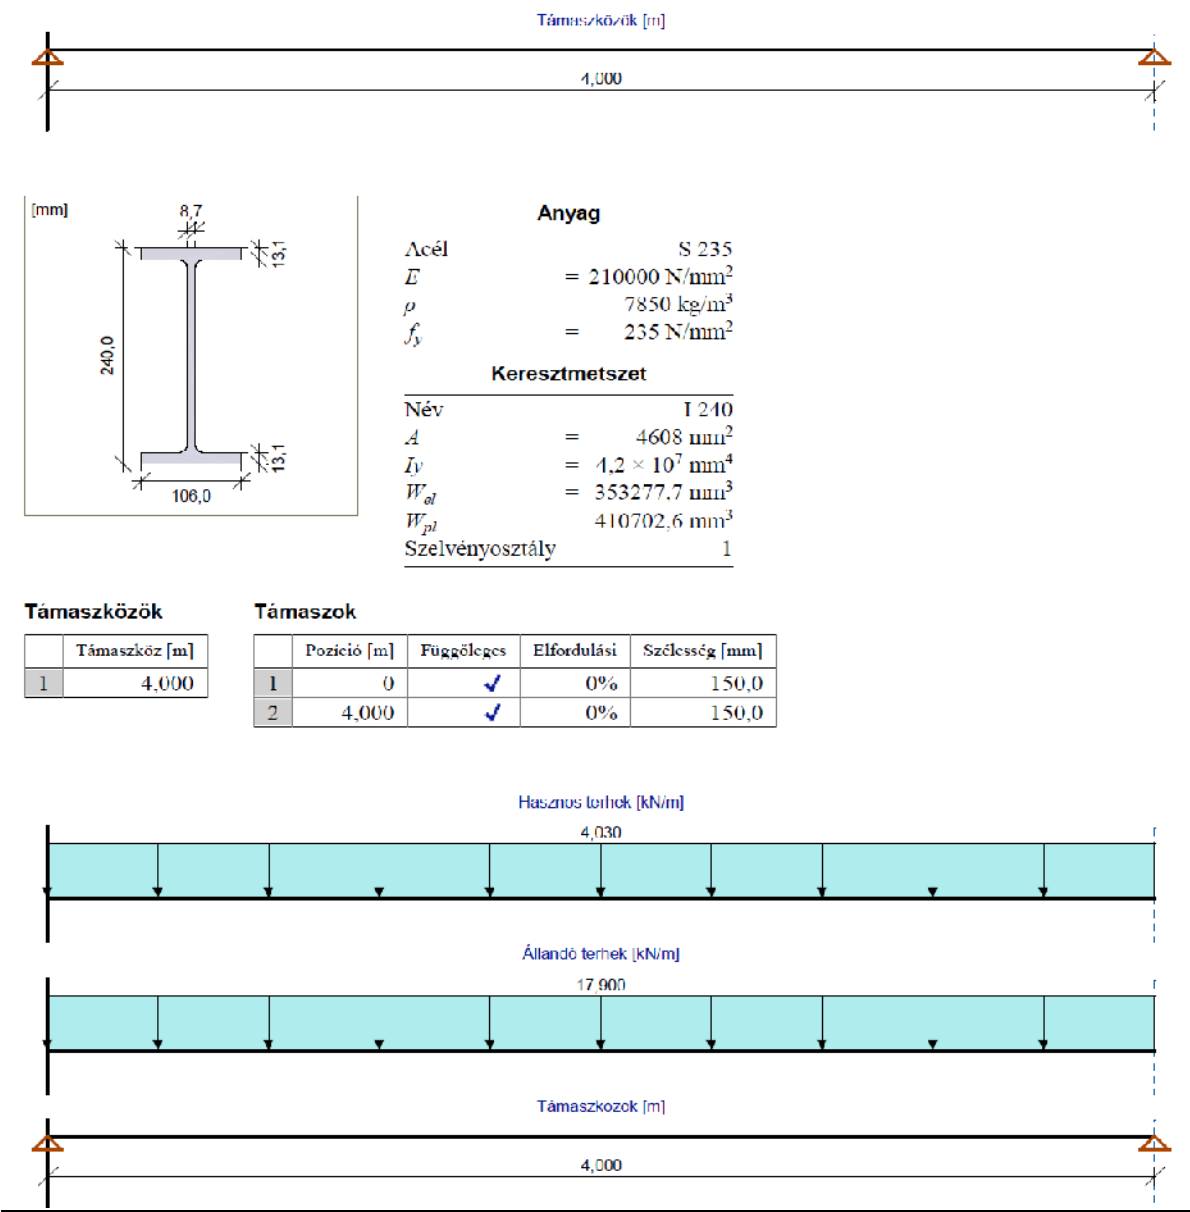 Támaszközök [m]
4,000
[mm]
8,7
13,1
240,0
13,1
106,0
Anyag
Acél S 235
E = 210000 N/mm²
ρ 7850 kg/m³
fy = 235 N/mm²
Keresztmetszet
Név I 240
A = 4608 mm²
Iy = 4,2 × 10⁷ mm⁴
Wel = 353277,7 mm³
Wpl 410702,6 mm³
Szelvényosztály 1
Támaszközök
Támaszköz [m]
1 4,000
Támaszok
Pozíció [m] Függőleges Elfordulási Szélesség [mm]
1 0 ✓ 0% 150,0
2 4,000 ✓ 0% 150,0
Hasznos terhek [kN/m]
4,030
Állandó terhek [kN/m]
17,900
Támaszközök [m]
4,000